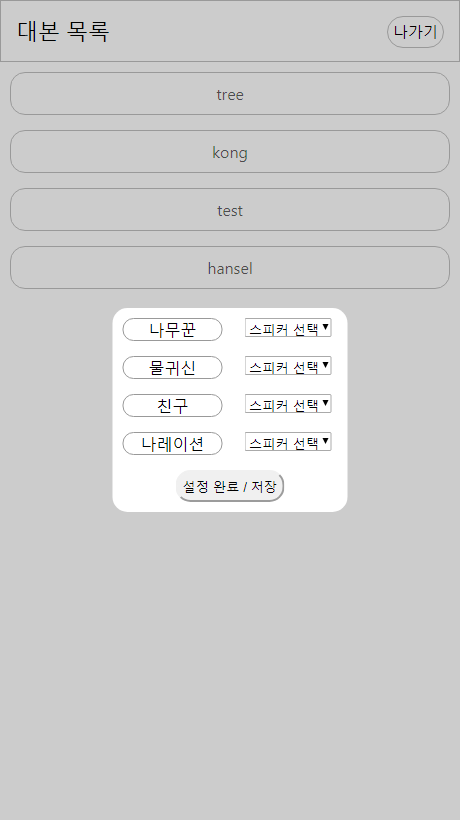 대본 목록 나가기
tree
kong
test
hansel
나무꾼 스피커 선택
물귀신 스피커 선택
친구 스피커 선택
나레이션 스피커 선택
설정 완료 / 저장